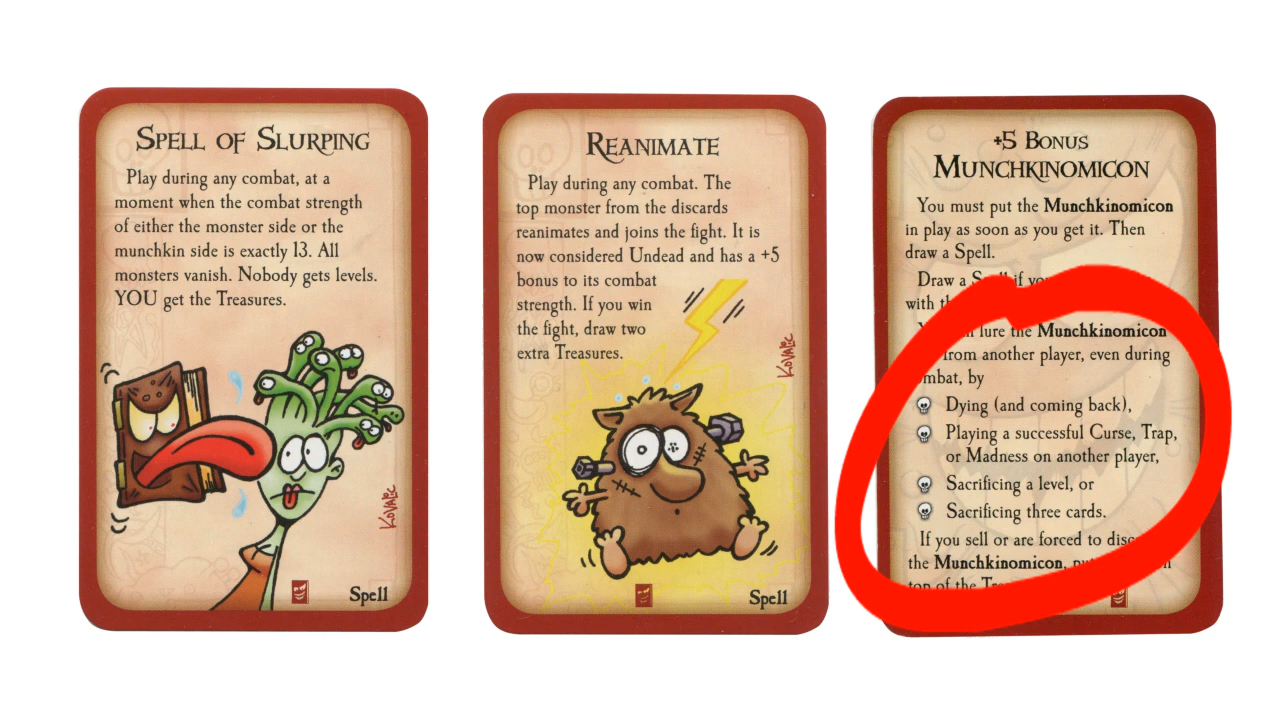 SPELL OF SLURPING
Play during any combat, at a
moment when the combat strength
of either the monster side or the
munchkin side is exactly 13. All
monsters vanish. Nobody gets levels.
YOU get the Treasures.
KOVALIC
Spell
REANIMATE
Play during any combat. The
top monster from the discards
reanimates and joins the fight. It is
now considered Undead and has a +5
bonus to its combat
strength. If you win
the fight, draw two
extra Treasures.
KOVALIC
Spell
+5 BONUS
MUNCHKINOMICON
You must put the Munchkinomicon
in play as soon as you get it. Then
draw a Spell.
Draw a if
with
lure the Munchkinomicon
from another player, even during
by
Dying (and coming back),
Playing a successful Curse, Trap,
or Madness on another player,
Sacrificing a level, or
Sacrificing three cards.
If you sell or are forced to
the Munchkinomicon,
top of the